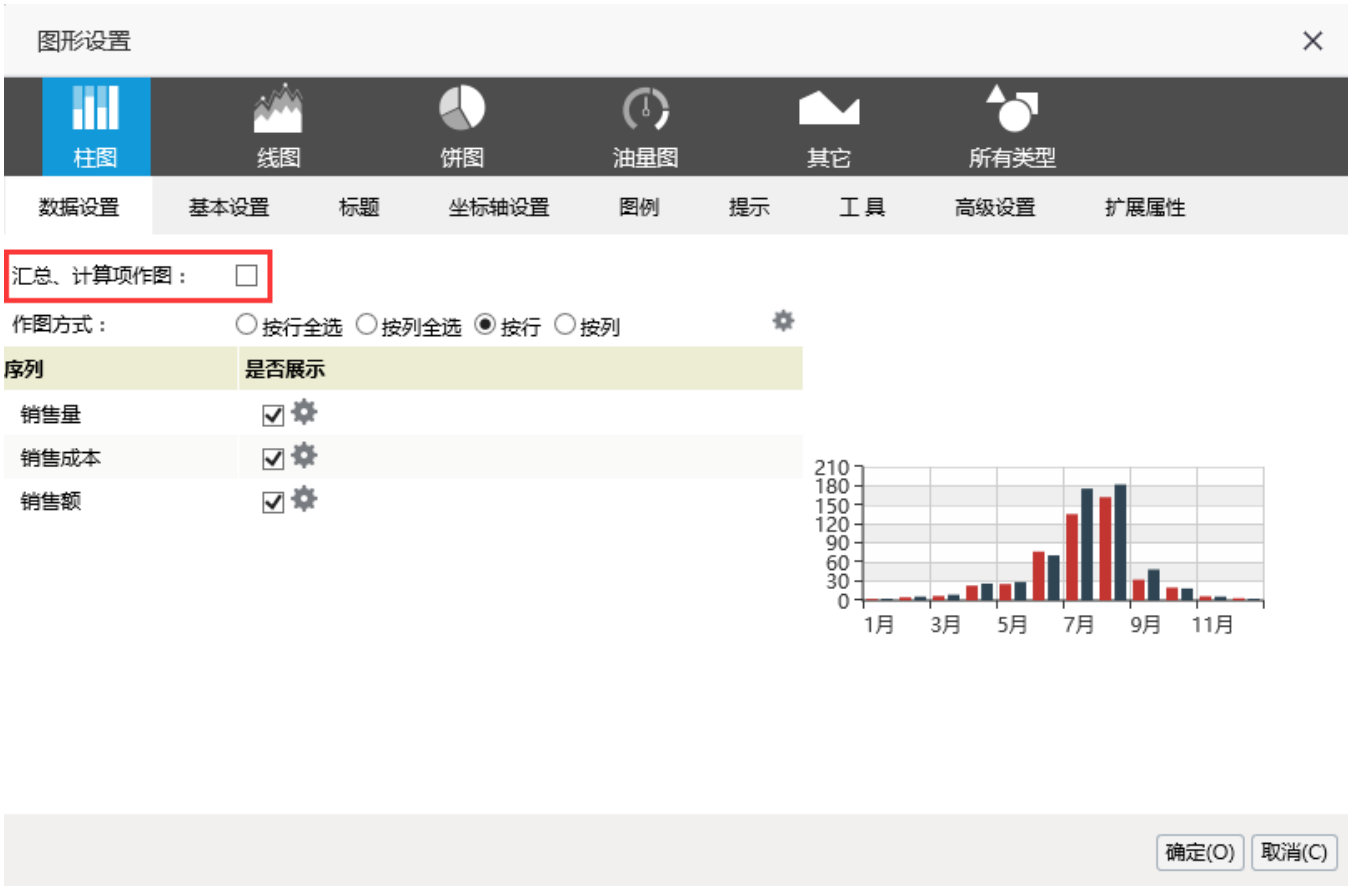 图形设置
柱图 线图 饼图 油量图 其它 所有类型
数据设置 基本设置 标题 坐标轴设置 图例 提示 工具 高级设置 扩展属性
汇总、计算项作图：
作图方式： 按行全选 按列全选 按行 按列
序列 是否展示
销售量
销售成本
销售额
210
180
150
120
90
60
30
0
1月 3月 5月 7月 9月 11月
确定(O) 取消(C)